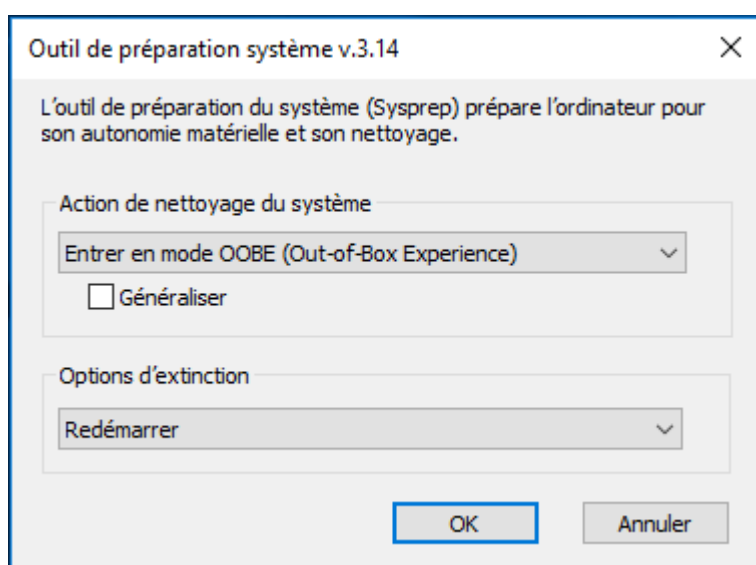 Outil de préparation système v.3.14
L’outil de préparation du système (Sysprep) prépare l’ordinateur pour
son autonomie matérielle et son nettoyage.
Action de nettoyage du système
Entrer en mode OOBE (Out-of-Box Experience)
Généraliser
Options d’extinction
Redémarrer
OK
Annuler